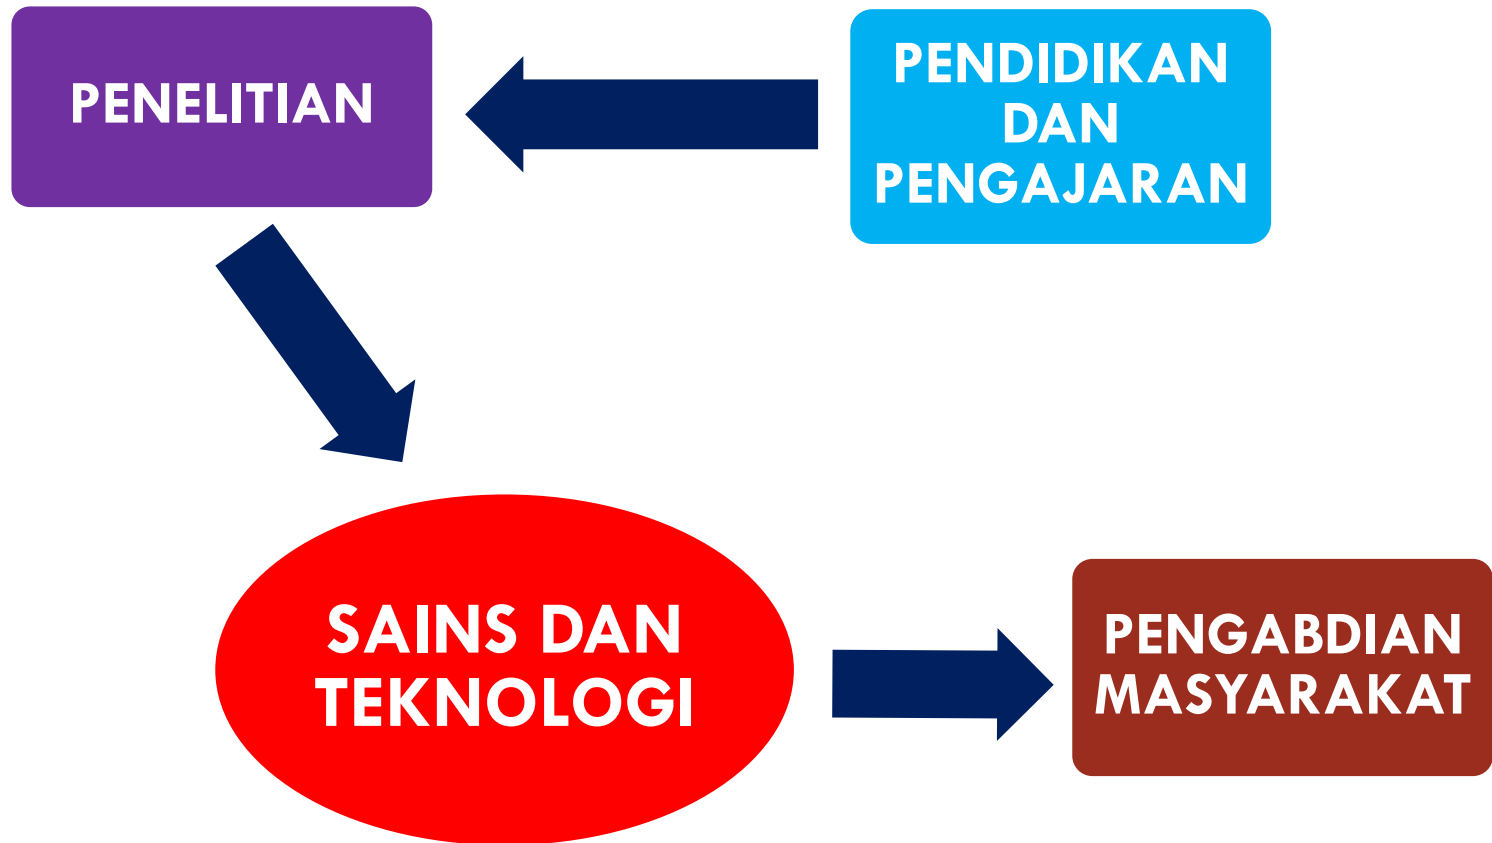 PENELITIAN
PENDIDIKAN
DAN
PENGAJARAN
SAINS DAN
TEKNOLOGI
PENGABDIAN
MASYARAKAT